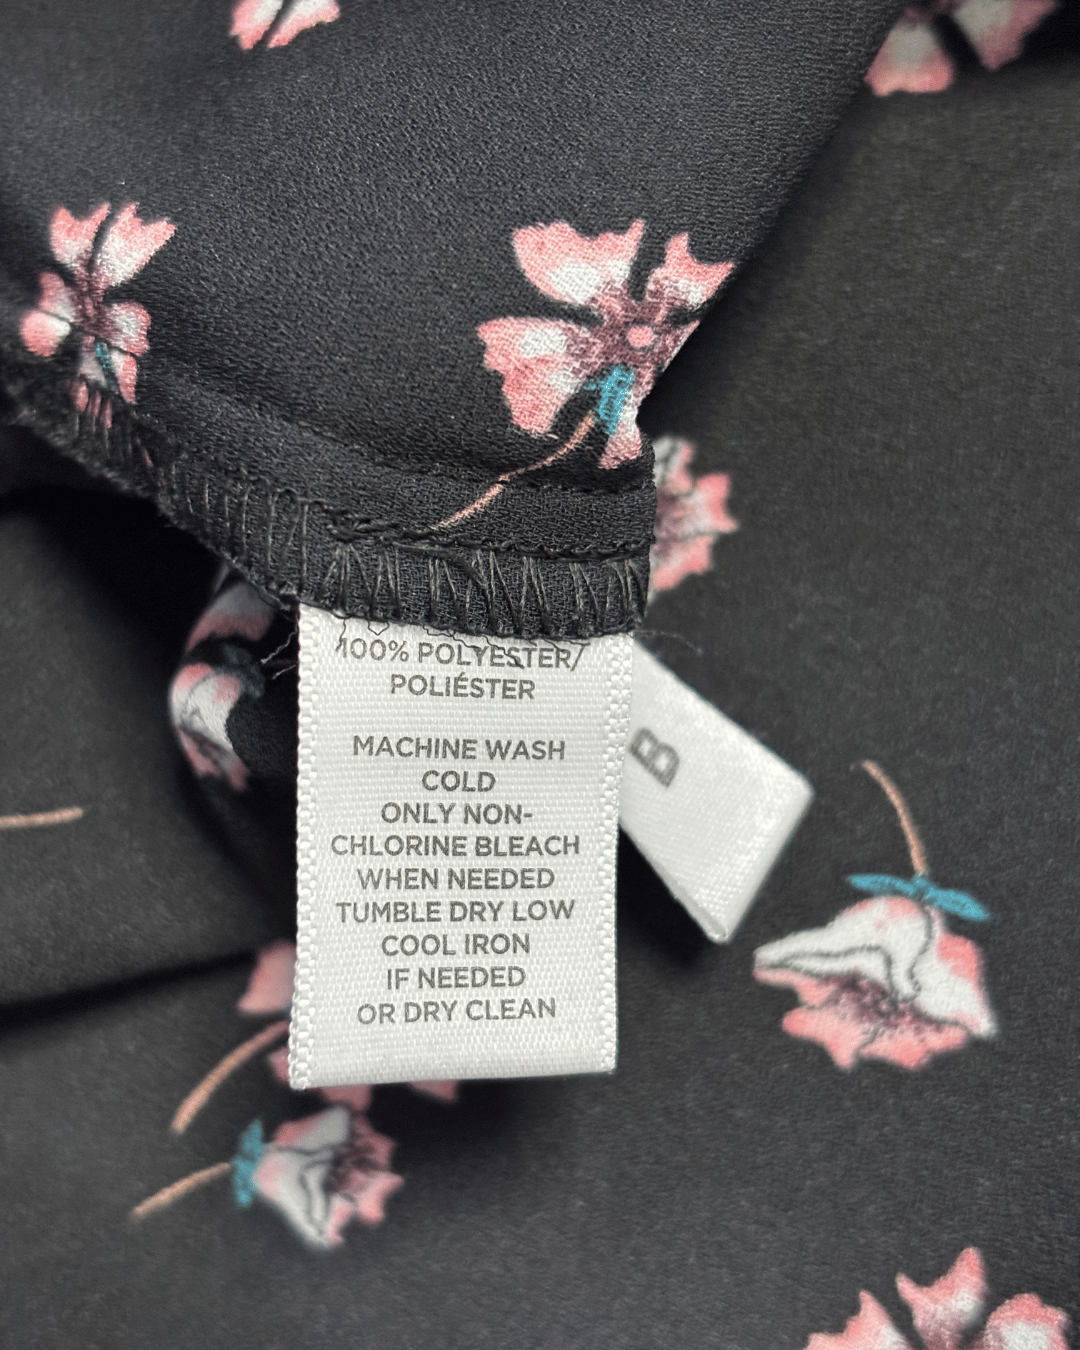 100% POLYESTER/
POLIÉSTER
MACHINE WASH
COLD
ONLY NON-
CHLORINE BLEACH
WHEN NEEDED
TUMBLE DRY LOW
COOL IRON
IF NEEDED
OR DRY CLEAN
B